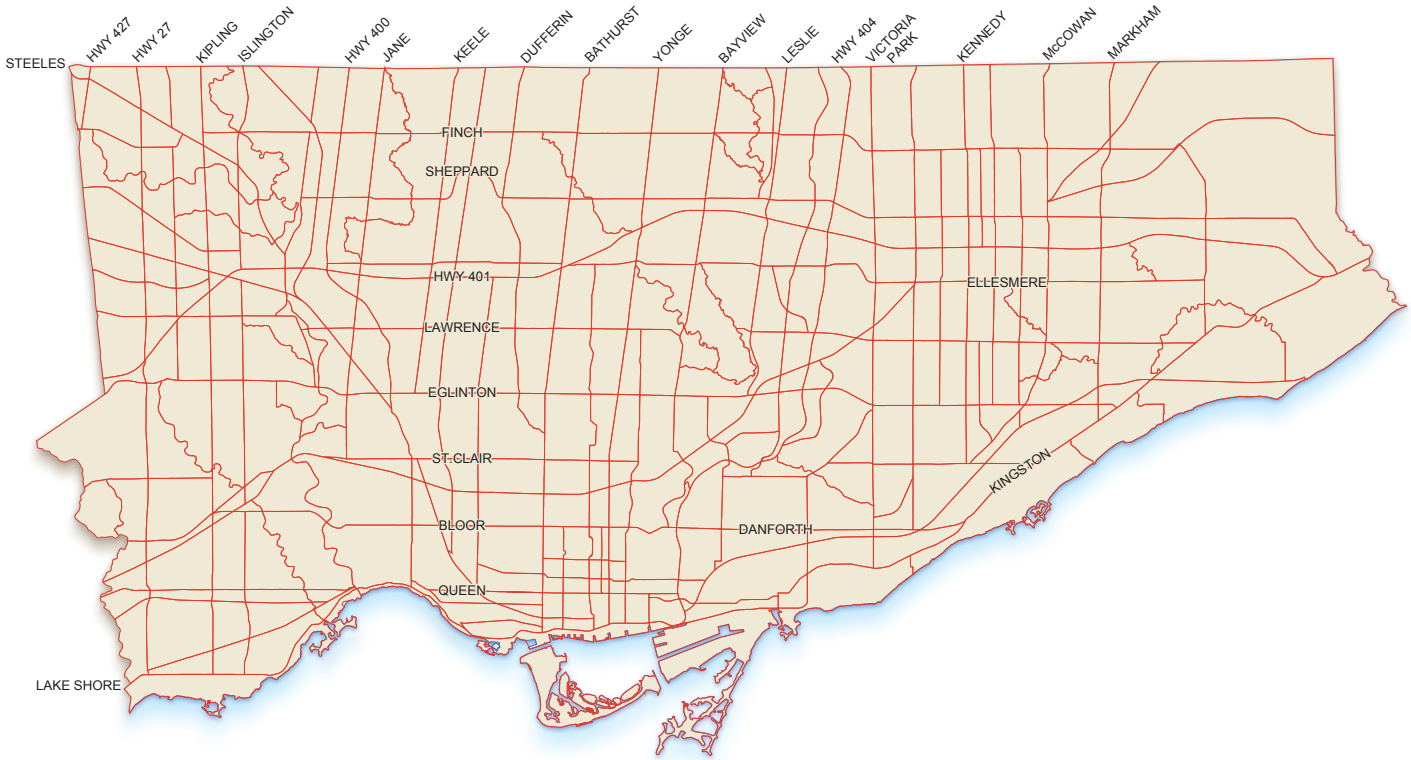 HWY 427
HWY 27
KIPLING
ISLINGTON
HWY 400
JANE
KEELE
DUFFERIN
BATHURST
YONGE
BAYVIEW
LESLIE
HWY 404
VICTORIA
PARK
KENNEDY
McCOWAN
MARKHAM
STEELES
FINCH
SHEPPARD
HWY 401
ELLESMERE
LAWRENCE
EGLINTON
ST.CLAIR
KINGSTON
BLOOR
DANFORTH
QUEEN
LAKE SHORE